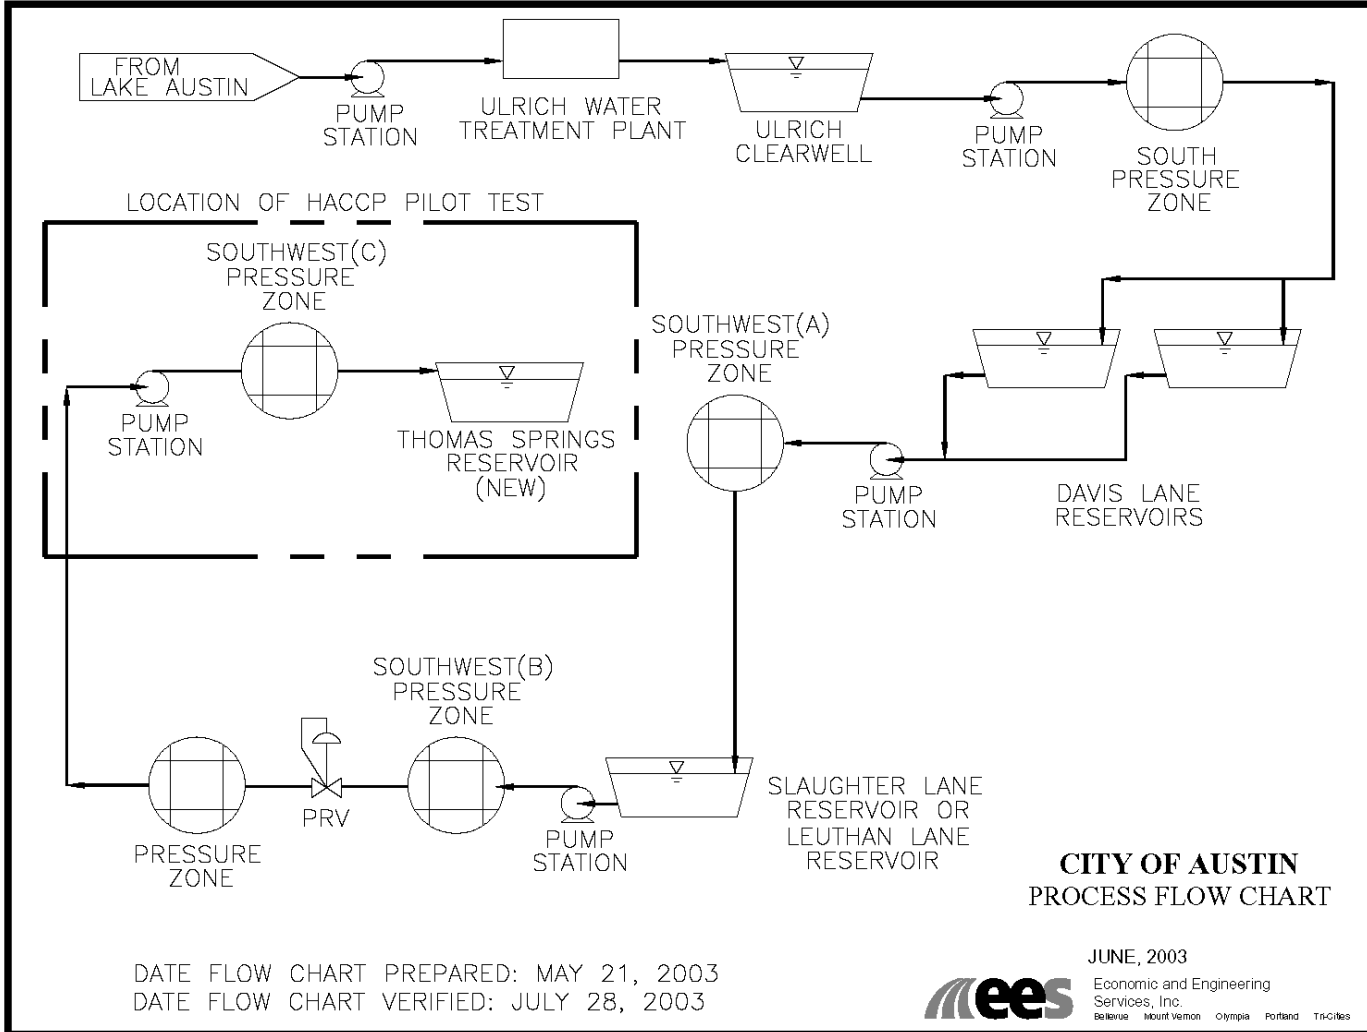 FROM
LAKE AUSTIN
PUMP
STATION
ULRICH WATER
TREATMENT PLANT
ULRICH
CLEARWELL
PUMP
STATION
SOUTH
PRESSURE
ZONE
LOCATION OF HACCP PILOT TEST
SOUTHWEST(C)
PRESSURE
ZONE
PUMP
STATION
THOMAS SPRINGS
RESERVOIR
(NEW)
SOUTHWEST(A)
PRESSURE
ZONE
PUMP
STATION
DAVIS LANE
RESERVOIRS
SOUTHWEST(B)
PRESSURE
ZONE
PRESSURE
ZONE
PRV
PUMP
STATION
SLAUGHTER LANE
RESERVOIR OR
LEUTHAN LANE
RESERVOIR
CITY OF AUSTIN
PROCESS FLOW CHART
DATE FLOW CHART PREPARED: MAY 21, 2003
DATE FLOW CHART VERIFIED: JULY 28, 2003
JUNE, 2003
ees
Economic and Engineering
Services, Inc.
Bellevue Mount Vernon Olympia Portland Tri-Cities